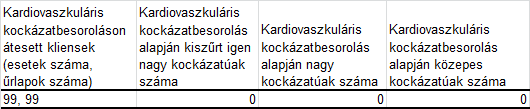 Kardiovaszkuláris
kockázatbesoroláson
átesett kliensek
(esetek száma,
űrlapok száma)
Kardiovaszkuláris
kockázatbesorolás
alapján kiszűrt igen
nagy kockázatúak
száma
Kardiovaszkuláris
kockázatbesorolás
alapján nagy
kockázatúak száma
Kardiovaszkuláris
kockázatbesorolás
alapján közepes
kockázatúak száma
99, 99 0 0 0